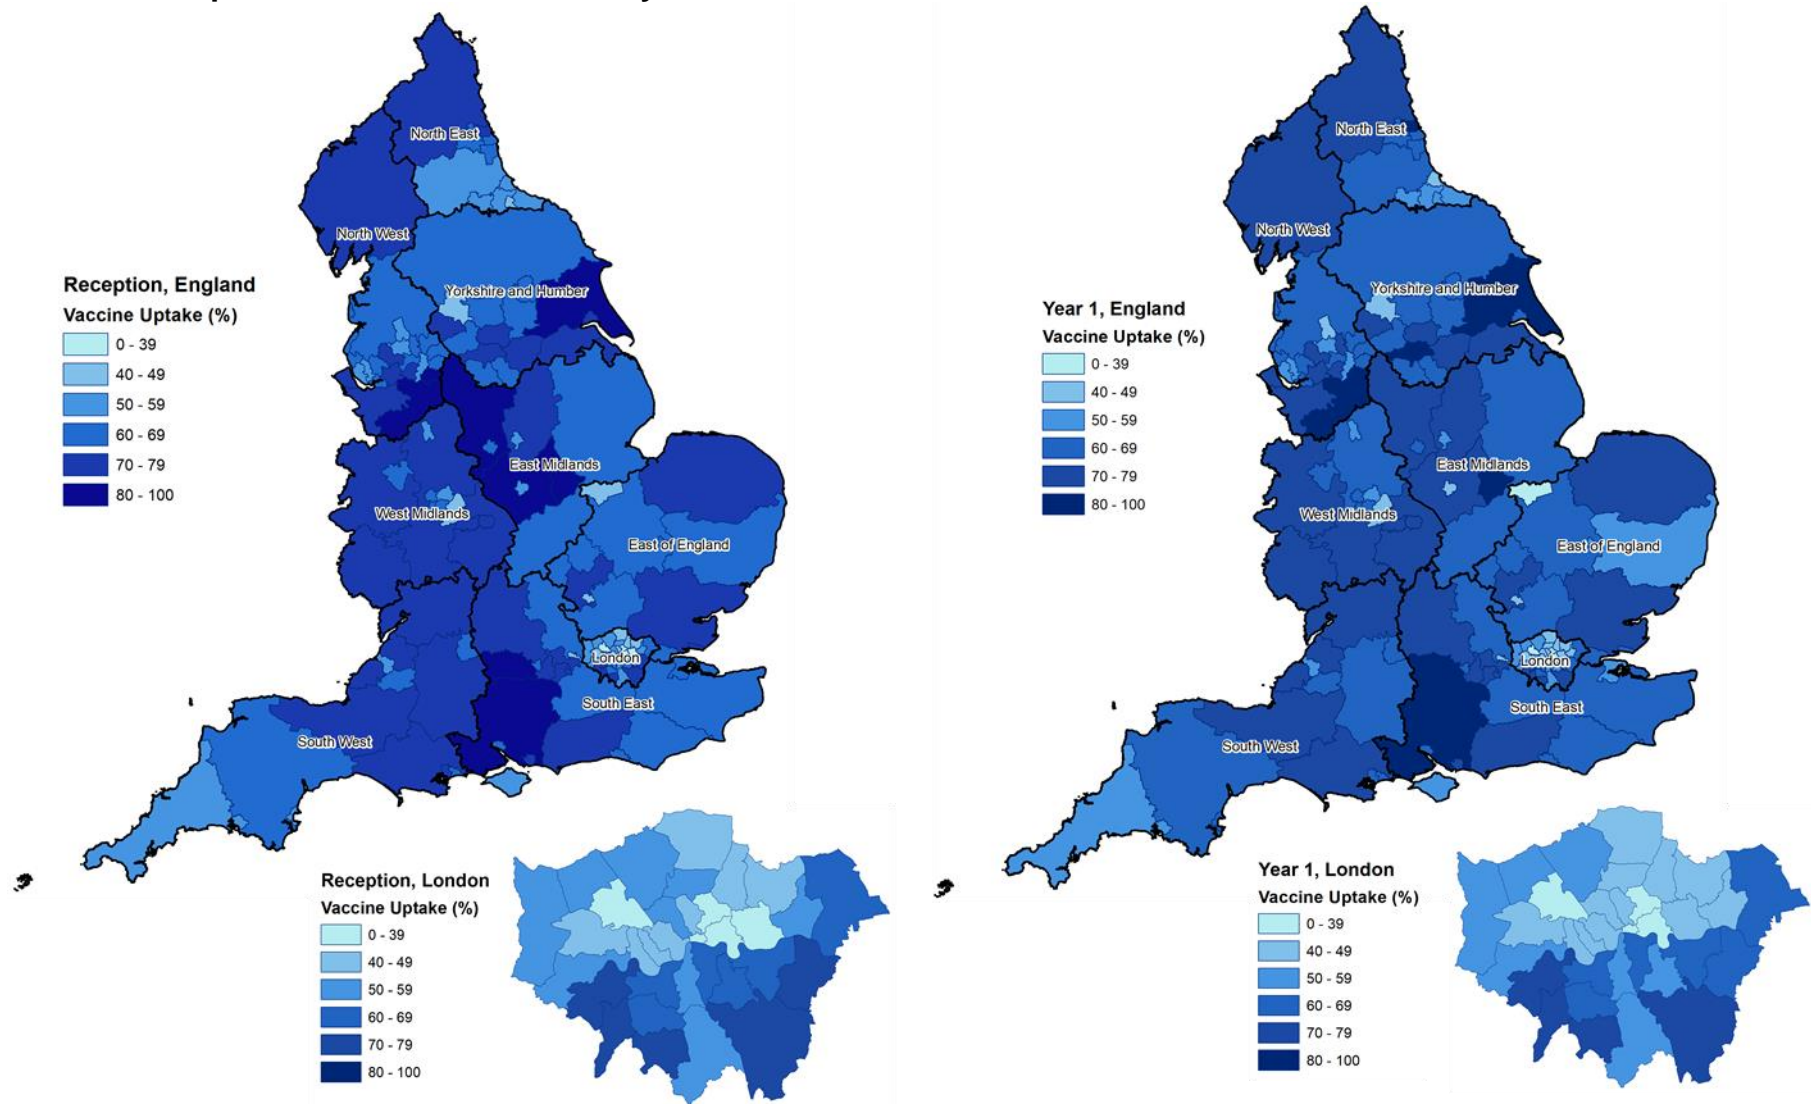 Reception, England
Vaccine Uptake (%)
0 - 39
40 - 49
50 - 59
60 - 69
70 - 79
80 - 100
North East
North West
Yorkshire and Humber
East Midlands
West Midlands
East of England
London
South East
South West
Reception, London
Vaccine Uptake (%)
0 - 39
40 - 49
50 - 59
60 - 69
70 - 79
80 - 100
Year 1, England
Vaccine Uptake (%)
0 - 39
40 - 49
50 - 59
60 - 69
70 - 79
80 - 100
North East
North West
Yorkshire and Humber
East Midlands
West Midlands
East of England
London
South East
South West
Year 1, London
Vaccine Uptake (%)
0 - 39
40 - 49
50 - 59
60 - 69
70 - 79
80 - 100